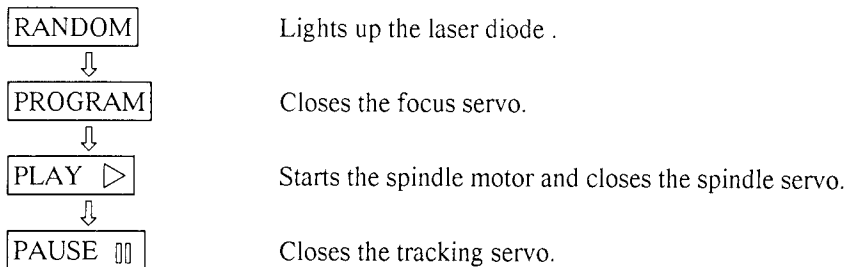 RANDOM Lights up the laser diode .
PROGRAM Closes the focus servo.
PLAY ▷ Starts the spindle motor and closes the spindle servo.
PAUSE Closes the tracking servo.